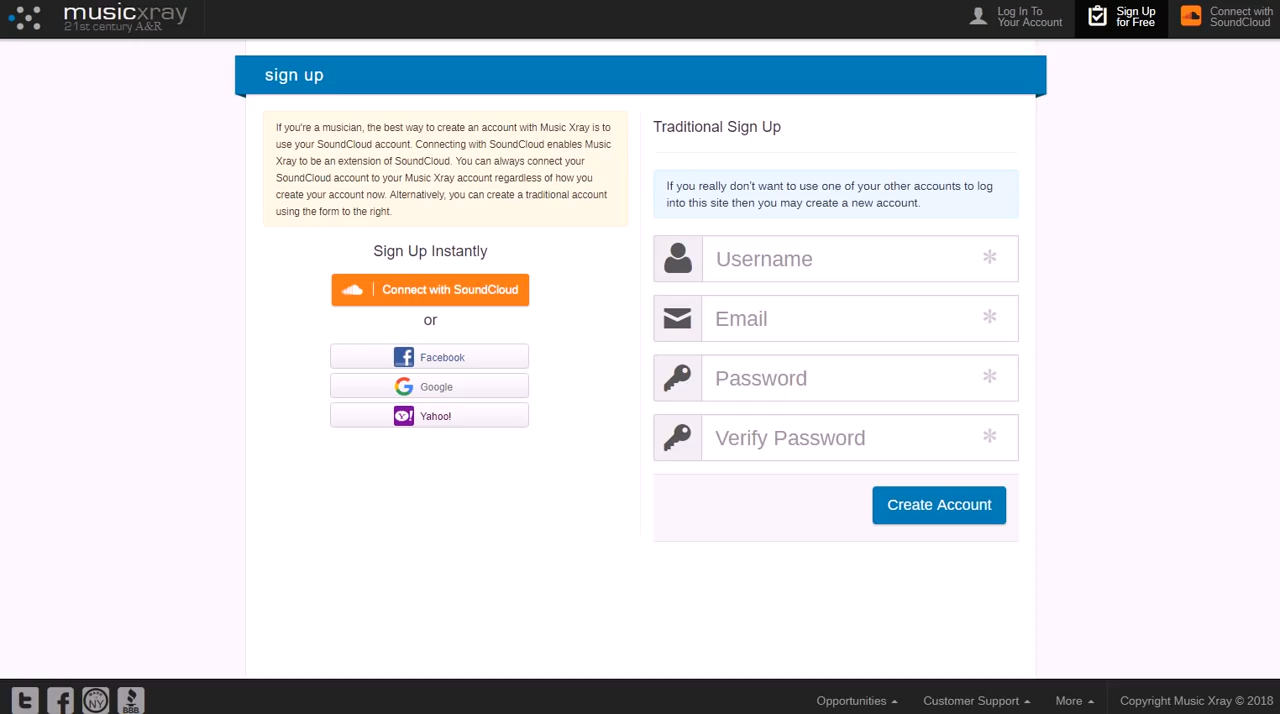 musicxray
21st century A&R
Log In To
Your Account
Sign Up
for Free
Connect with
SoundCloud
sign up
If you're a musician, the best way to create an account with Music Xray is to
use your SoundCloud account. Connecting with SoundCloud enables Music
Xray to be an extension of SoundCloud. You can always connect your
SoundCloud account to your Music Xray account regardless of how you
create your account now. Alternatively, you can create a traditional account
using the form to the right.
Sign Up Instantly
Connect with SoundCloud
or
Facebook
Google
Yahoo!
Traditional Sign Up
If you really don't want to use one of your other accounts to log
into this site then you may create a new account.
Username *
Email *
Password *
Verify Password *
Create Account
NY
BBB
Opportunities
Customer Support
More
Copyright Music Xray © 2018